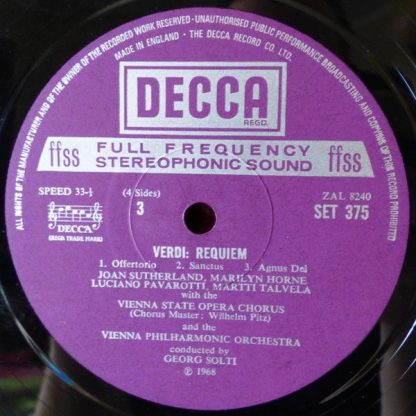 ALL RIGHTS OF THE MANUFACTURER AND OF THE OWNER OF THE RECORDED WORK RESERVED · UNAUTHORISED PUBLIC PERFORMANCE BROADCASTING AND COPYING OF THIS RECORD PROHIBITED
MADE IN ENGLAND · THE DECCA RECORD CO. LTD.
DECCA
REGD.
ffss FULL FREQUENCY ffss
STEREOPHONIC SOUND
SPEED 33-⅓ (4 Sides) ZAL 8240
3 SET 375
DECCA
(REGD. TRADE MARK)
VERDI: REQUIEM
1. Offertorio 2. Sanctus 3. Agnus Dei
JOAN SUTHERLAND, MARILYN HORNE
LUCIANO PAVAROTTI, MARTTI TALVELA
with the
VIENNA STATE OPERA CHORUS
(Chorus Master: Wilhelm Pitz)
and the
VIENNA PHILHARMONIC ORCHESTRA
conducted by
GEORG SOLTI
℗ 1968